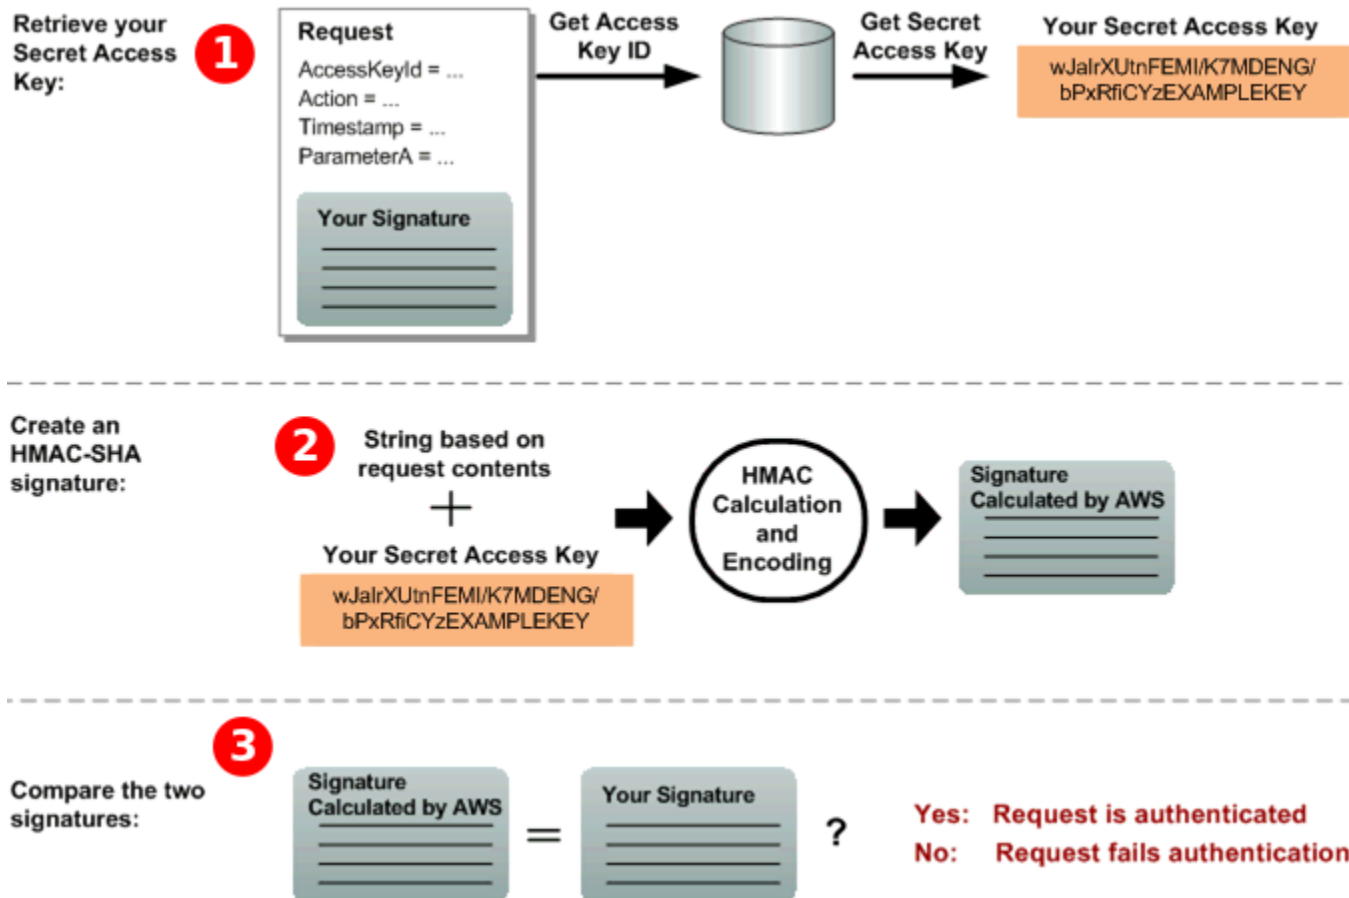 Retrieve your
Secret Access
Key:
1
Request
AccessKeyId = ...
Action = ...
Timestamp = ...
ParameterA = ...
Your Signature
Get Access
Key ID
Get Secret
Access Key
Your Secret Access Key
wJalrXUtnFEMI/K7MDENG/
bPxRfiCYzEXAMPLEKEY
Create an
HMAC-SHA
signature:
2
String based on
request contents
+
Your Secret Access Key
wJalrXUtnFEMI/K7MDENG/
bPxRfiCYzEXAMPLEKEY
HMAC
Calculation
and
Encoding
Signature
Calculated by AWS
3
Compare the two
signatures:
Signature
Calculated by AWS
=
Your Signature
?
Yes: Request is authenticated
No: Request fails authentication